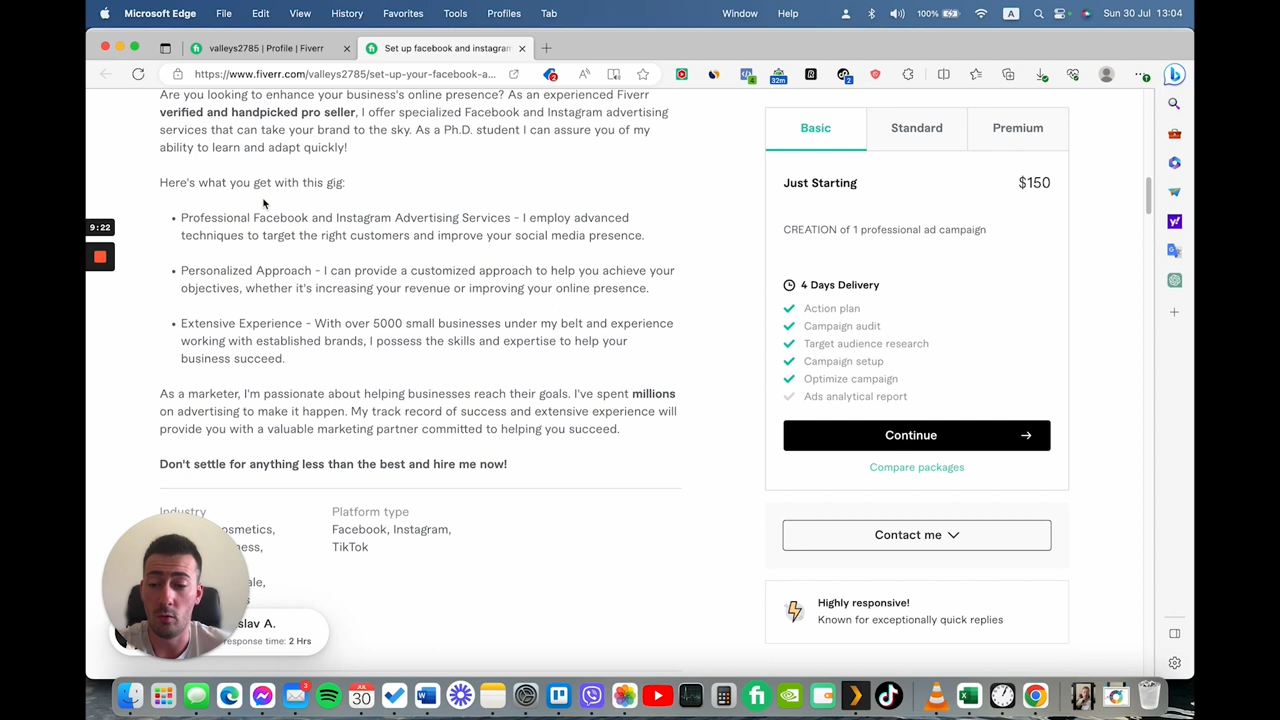 Microsoft Edge File Edit View History Favorites Tools Profiles Tab Window Help 100% A Sun 30 Jul 13:04
valleys2785 | Profile | Fiverr
Set up facebook and instagram
https://www.fiverr.com/valleys2785/set-up-your-facebook-a...
Are you looking to enhance your business's online presence? As an experienced Fiverr
verified and handpicked pro seller, I offer specialized Facebook and Instagram advertising
services that can take your brand to the sky. As a Ph.D. student I can assure you of my
ability to learn and adapt quickly!
Here's what you get with this gig:
• Professional Facebook and Instagram Advertising Services - I employ advanced
techniques to target the right customers and improve your social media presence.
• Personalized Approach - I can provide a customized approach to help you achieve your
objectives, whether it's increasing your revenue or improving your online presence.
• Extensive Experience - With over 5000 small businesses under my belt and experience
working with established brands, I possess the skills and expertise to help your
business succeed.
As a marketer, I'm passionate about helping businesses reach their goals. I've spent millions
on advertising to make it happen. My track record of success and extensive experience will
provide you with a valuable marketing partner committed to helping you succeed.
Don't settle for anything less than the best and hire me now!
Industry
osmetics,
ness,
ale,
Platform type
Facebook, Instagram,
TikTok
slav A.
response time: 2 Hrs
9:22
Basic Standard Premium
Just Starting $150
CREATION of 1 professional ad campaign
4 Days Delivery
Action plan
Campaign audit
Target audience research
Campaign setup
Optimize campaign
Ads analytical report
Continue
Compare packages
Contact me
Highly responsive!
Known for exceptionally quick replies